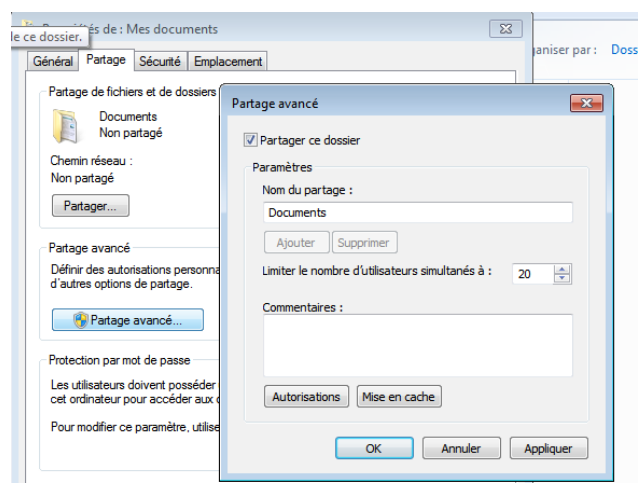 és de : Mes documents
le ce dossier.
aniser par : Doss
Général Partage Sécurité Emplacement
Partage de fichiers et de dossiers
Documents
Non partagé
Chemin réseau :
Non partagé
Partager...
Partage avancé
Définir des autorisations personna
d'autres options de partage.
Partage avancé...
Protection par mot de passe
Les utilisateurs doivent posséder
cet ordinateur pour accéder aux
Pour modifier ce paramètre, utilise
Partage avancé
Partager ce dossier
Paramètres
Nom du partage :
Documents
Ajouter Supprimer
Limiter le nombre d'utilisateurs simultanés à : 20
Commentaires :
Autorisations Mise en cache
OK Annuler Appliquer